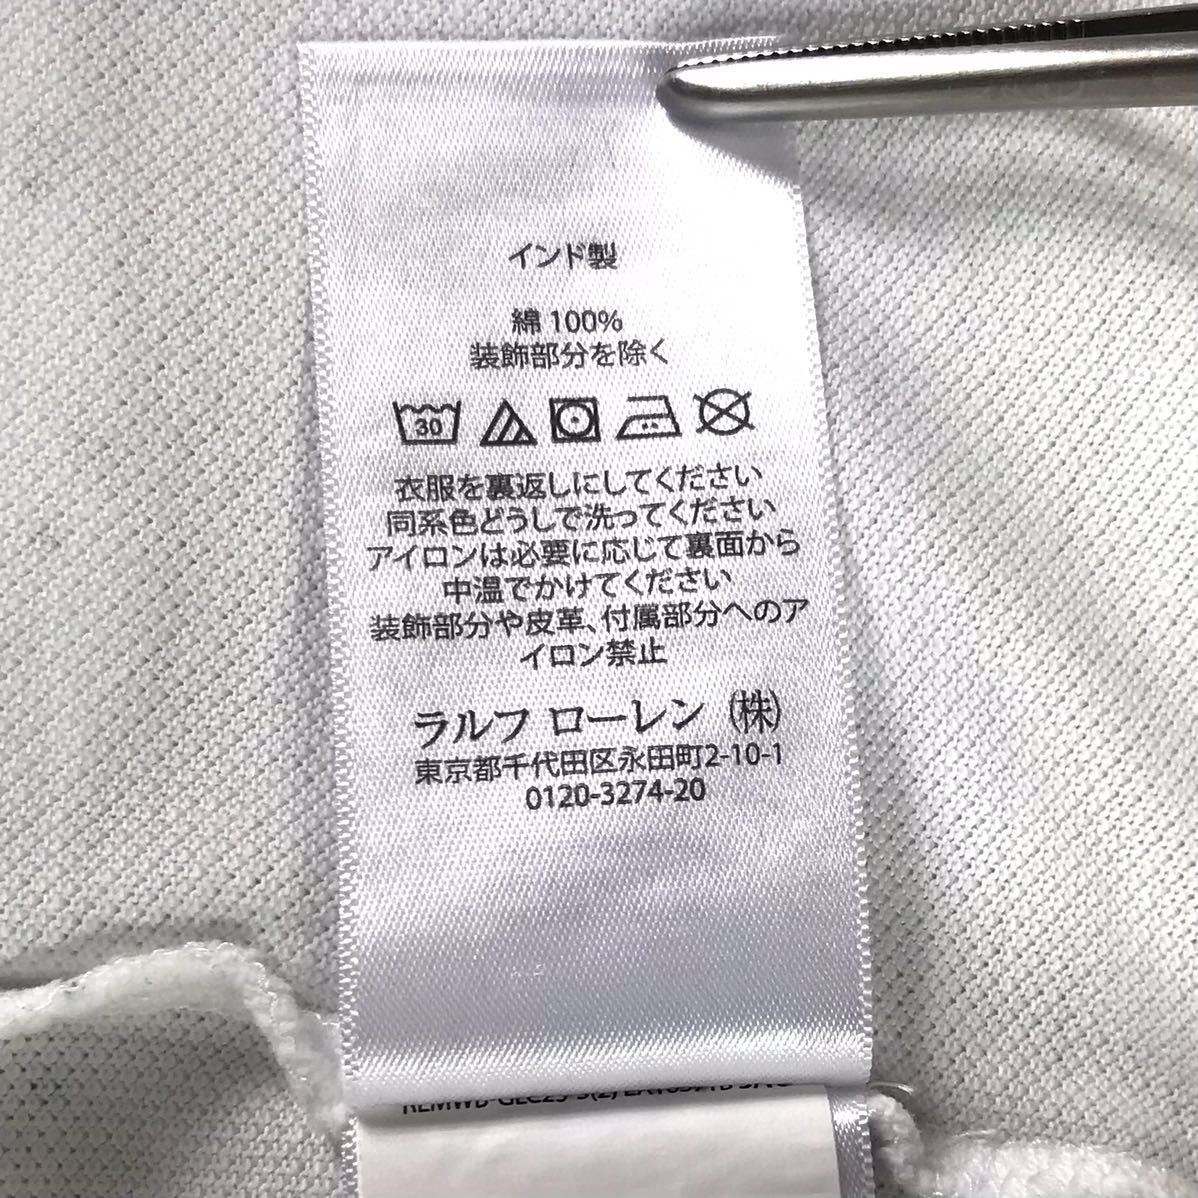 インド製
綿 100%
装飾部分を除く
30
衣服を裏返しにしてください
同系色どうしで洗ってください
アイロンは必要に応じて裏面から
中温でかけてください
装飾部分や皮革、付属部分へのア
イロン禁止
ラルフ ローレン ㈱
東京都千代田区永田町2-10-1
0120-3274-20